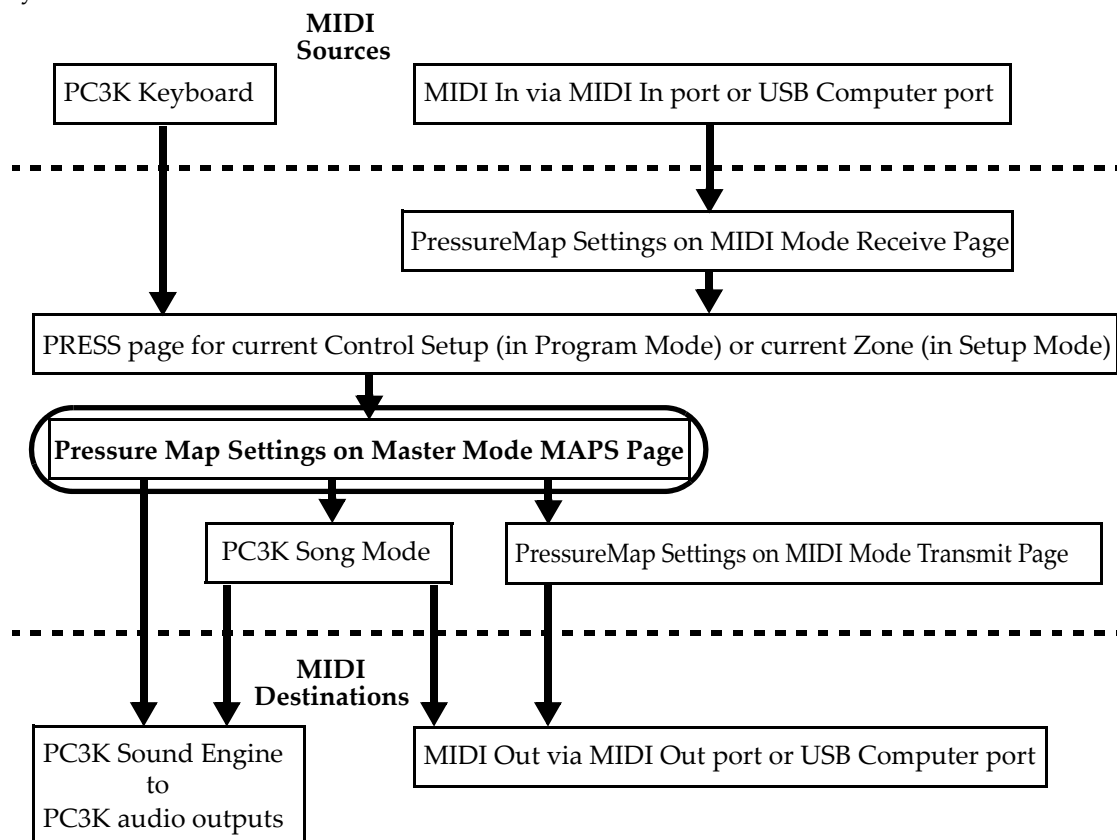 MIDI
Sources
PC3K Keyboard
MIDI In via MIDI In port or USB Computer port
PressureMap Settings on MIDI Mode Receive Page
PRESS page for current Control Setup (in Program Mode) or current Zone (in Setup Mode)
Pressure Map Settings on Master Mode MAPS Page
PC3K Song Mode
PressureMap Settings on MIDI Mode Transmit Page
MIDI
Destinations
PC3K Sound Engine
to
PC3K audio outputs
MIDI Out via MIDI Out port or USB Computer port